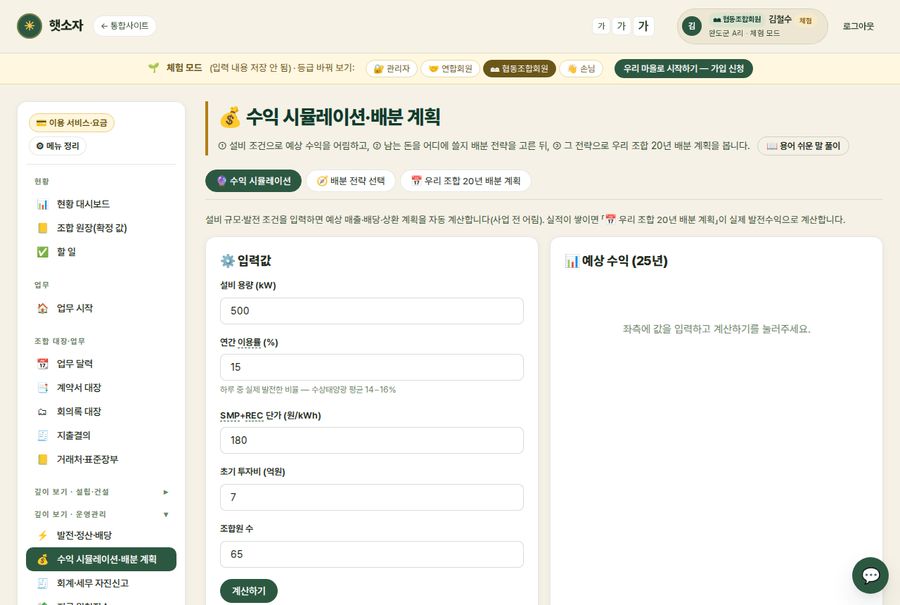 햇소자
← 통합사이트
가 가 가
김
협동조합회원 김철수 체험
완도군 A리 · 체험 모드
로그아웃
체험 모드 (입력 내용 저장 안 됨) · 등급 바꿔 보기:
관리자
연합회원
협동조합회원
손님
우리 마을로 시작하기 — 가입 신청
이용 서비스·요금
메뉴 정리
현황
현황 대시보드
조합 원장(확정 값)
할 일
업무
업무 시작
조합 대장·업무
업무 달력
계약서 대장
회의록 대장
지출결의
거래처·표준장부
깊이 보기 · 설립·건설 ▶
깊이 보기 · 운영관리 ▼
발전·정산·배당
수익 시뮬레이션·배분 계획
회계·세무 자진신고
수익 시뮬레이션·배분 계획
① 설비 조건으로 예상 수익을 어림하고, ② 남는 돈을 어디에 쓸지 배분 전략을 고른 뒤, ③ 그 전략으로 우리 조합 20년 배분 계획을 봅니다.
용어 쉬운 말 풀이
수익 시뮬레이션
배분 전략 선택
우리 조합 20년 배분 계획
설비 규모·발전 조건을 입력하면 예상 매출·배당·상환 계획을 자동 계산합니다(사업 전 어림). 실적이 쌓이면 「📅 우리 조합 20년 배분 계획」이 실제 발전수익으로 계산합니다.
입력값
설비 용량 (kW)
500
연간 이용률 (%)
15
하루 중 실제 발전한 비율 — 수상태양광 평균 14~16%
SMP+REC 단가 (원/kWh)
180
초기 투자비 (억원)
7
조합원 수
65
계산하기
예상 수익 (25년)
좌측에 값을 입력하고 계산하기를 눌러주세요.